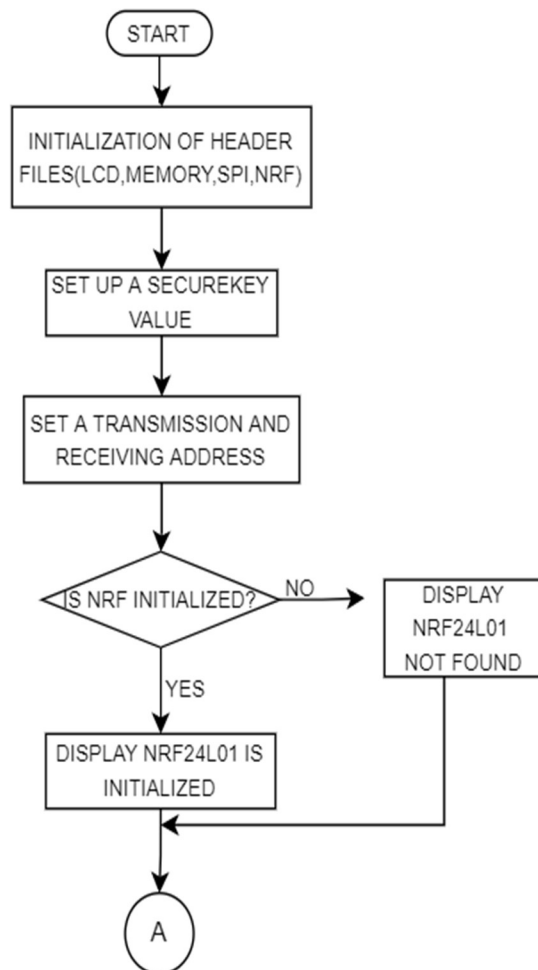 START
INITIALIZATION OF HEADER
FILES(LCD,MEMORY,SPI,NRF)
SET UP A SECUREKEY
VALUE
SET A TRANSMISSION AND
RECEIVING ADDRESS
IS NRF INITIALIZED?
NO
DISPLAY
NRF24L01
NOT FOUND
YES
DISPLAY NRF24L01 IS
INITIALIZED
A